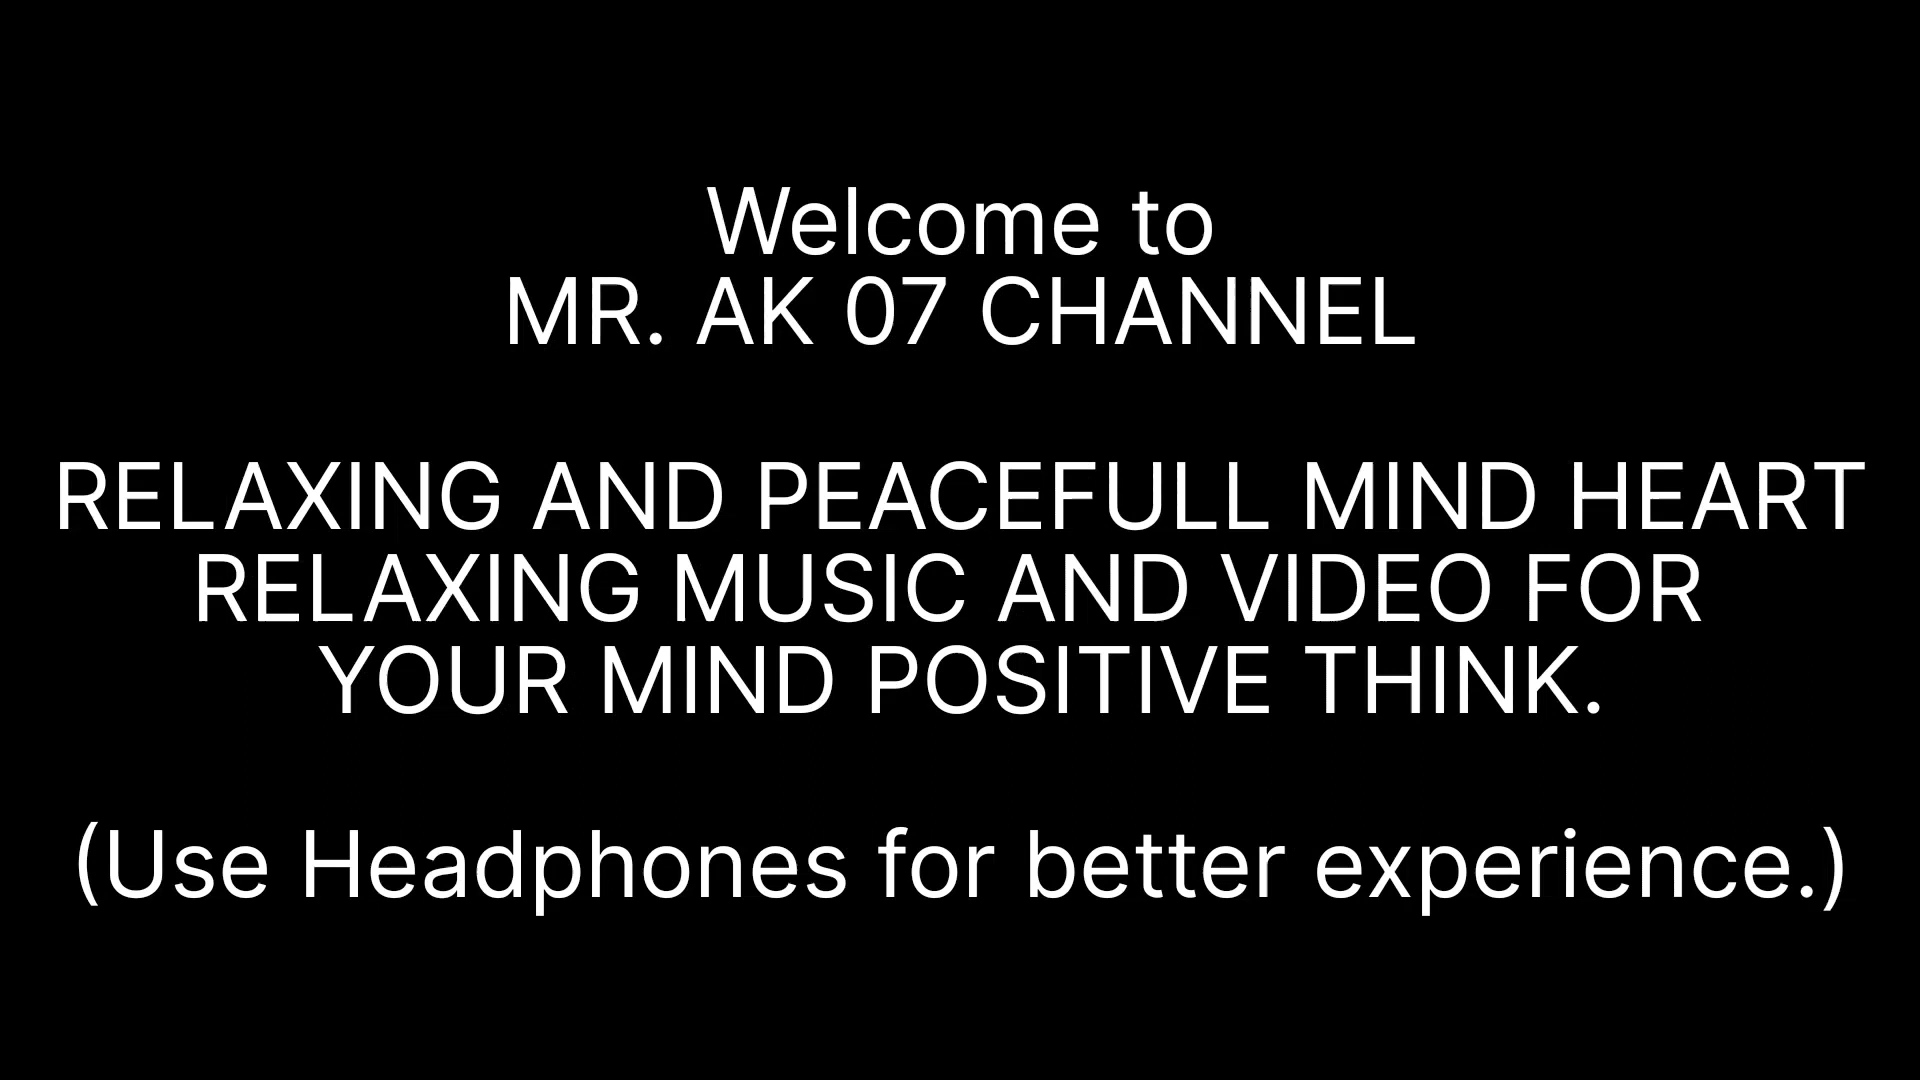 Welcome to
MR. AK 07 CHANNEL
RELAXING AND PEACEFULL MIND HEART
RELAXING MUSIC AND VIDEO FOR
YOUR MIND POSITIVE THINK.
(Use Headphones for better experience.)